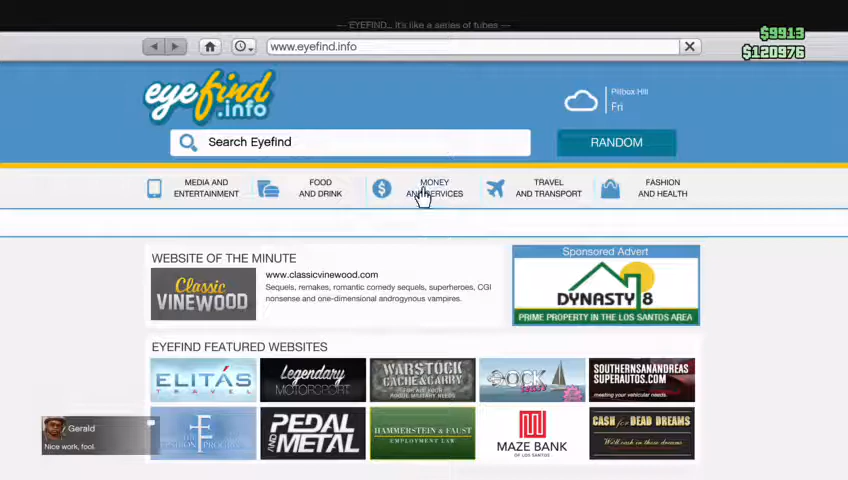 --- EYEFIND... It's like a series of tubes ---
www.eyefind.info
$9913
$120976
eyefind
.info
Pillbox Hill
Fri
Search Eyefind
RANDOM
MEDIA AND
ENTERTAINMENT
FOOD
AND DRINK
MONEY
AND SERVICES
TRAVEL
AND TRANSPORT
FASHION
AND HEALTH
WEBSITE OF THE MINUTE
Classic
VINEWOOD
www.classicvinewood.com
Sequels, remakes, romantic comedy sequels, superheroes, CGI
nonsense and one-dimensional androgynous vampires.
Sponsored Advert
DYNASTY 8
PRIME PROPERTY IN THE LOS SANTOS AREA
EYEFIND FEATURED WEBSITES
ELITÁS
TRAVEL
Legendary
MOTORSPORT
WARSTOCK
CACHE & CARRY
DOCK
SOUTHERNSANANDREAS
SUPERAUTOS.COM
meeting your vehicular needs.
Gerald
Nice work, fool.
PEDAL
AND
METAL
HAMMERSTEIN & FAUST
EMPLOYMENT LAW
MAZE BANK
OF LOS SANTOS
CASH for DEAD DREAMS